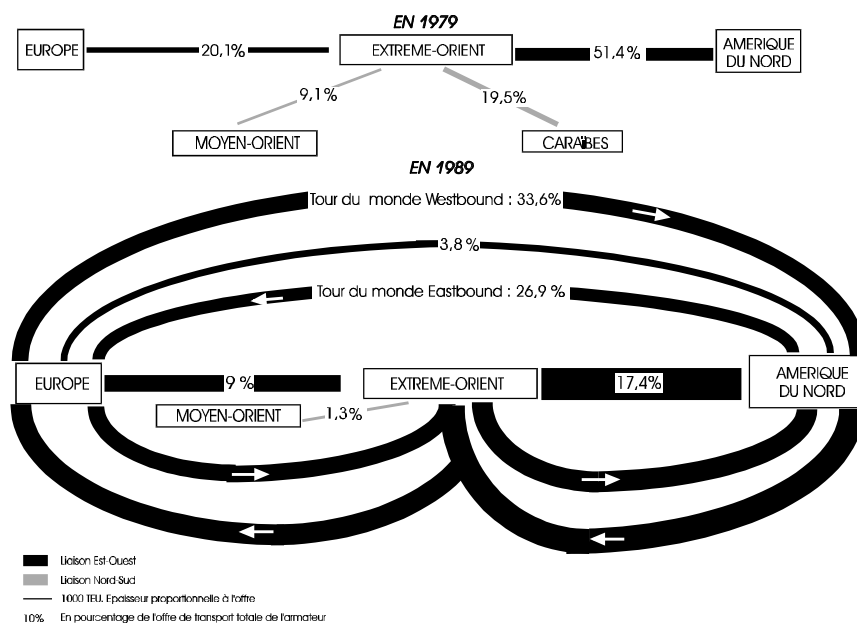 EN 1979
EUROPE
20,1%
EXTREME-ORIENT
51,4%
AMERIQUE
DU NORD
9,1%
19,5%
MOYEN-ORIENT
CARAÏBES
EN 1989
Tour du monde Westbound : 33,6%
3,8 %
Tour du monde Eastbound : 26,9 %
EUROPE
9 %
EXTREME-ORIENT
17,4%
AMERIQUE
DU NORD
MOYEN-ORIENT
1,3%
Liaison Est-Ouest
Liaison Nord-Sud
1000 TEU. Epaisseur proportionnelle à l'offre
10% En pourcentage de l'offre de transport totale de l'armateur